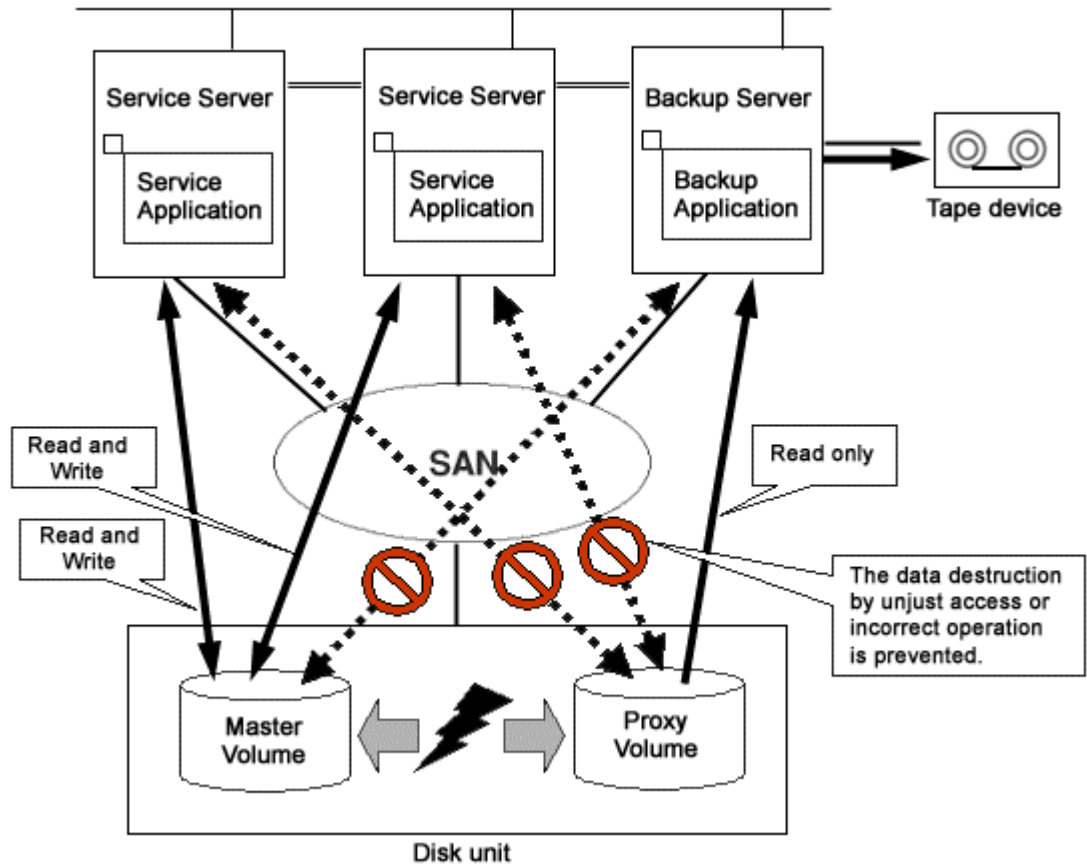 Service Server
Service Server
Backup Server
Service
Application
Service
Application
Backup
Application
Tape device
Read and
Write
SAN
Read only
Read and
Write
The data destruction
by unjust access or
incorrect operation
is prevented.
Master
Volume
Proxy
Volume
Disk unit